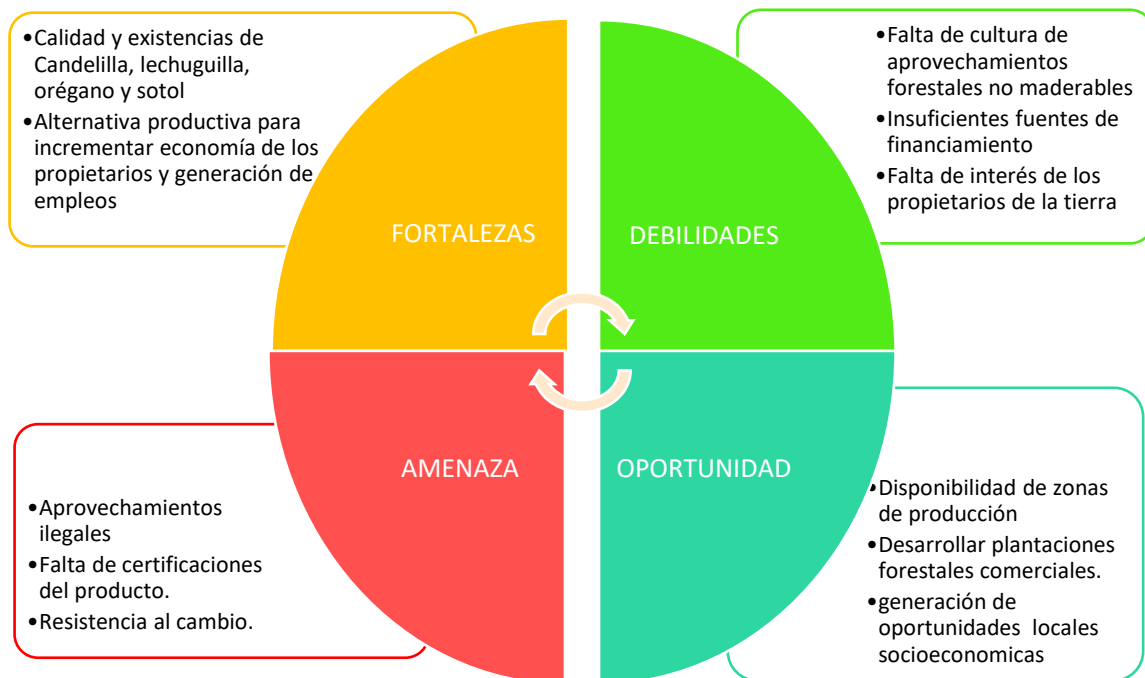 •Calidad y existencias de
Candelilla, lechuguilla,
orégano y sotol
•Alternativa productiva para
incrementar economía de los
propietarios y generación de
empleos
•Falta de cultura de
aprovechamientos
forestales no maderables
•Insuficientes fuentes de
financiamiento
•Falta de interés de los
propietarios de la tierra
FORTALEZAS
DEBILIDADES
AMENAZA
OPORTUNIDAD
•Aprovechamientos
ilegales
•Falta de certificaciones
del producto.
•Resistencia al cambio.
•Disponibilidad de zonas
de producción
•Desarrollar plantaciones
forestales comerciales.
•generación de
oportunidades locales
socioeconomicas